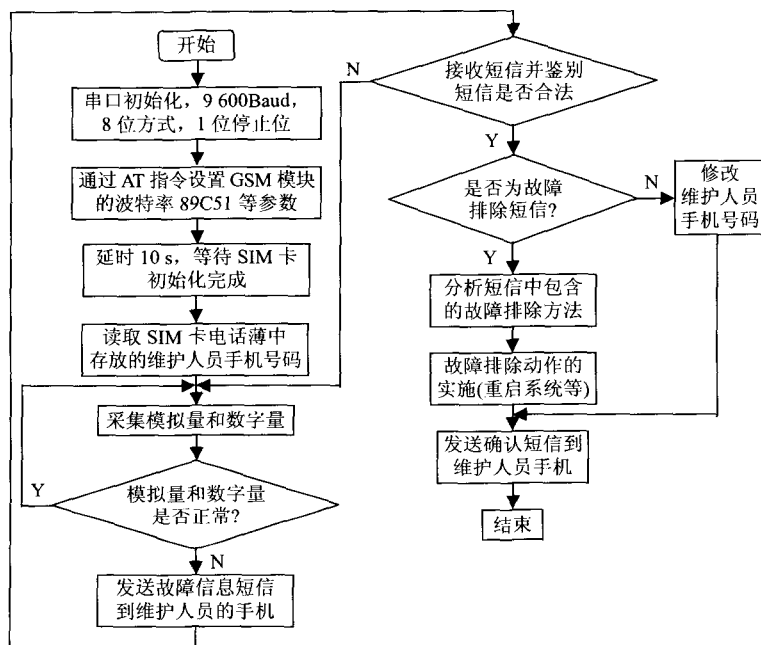 开始
串口初始化，9 600Baud，
8 位方式，1 位停止位
通过 AT 指令设置 GSM 模块
的波特率 89C51 等参数
延时 10 s，等待 SIM 卡
初始化完成
读取 SIM 卡电话薄中
存放的维护人员手机号码
采集模拟量和数字量
模拟量和数字量
是否正常?
Y
N
发送故障信息短信
到维护人员的手机
接收短信并鉴别
短信是否合法
N
Y
是否为故障
排除短信?
N
修改
维护人员
手机号码
Y
分析短信中包含
的故障排除方法
故障排除动作的
实施(重启系统等)
发送确认短信到
维护人员手机
结束